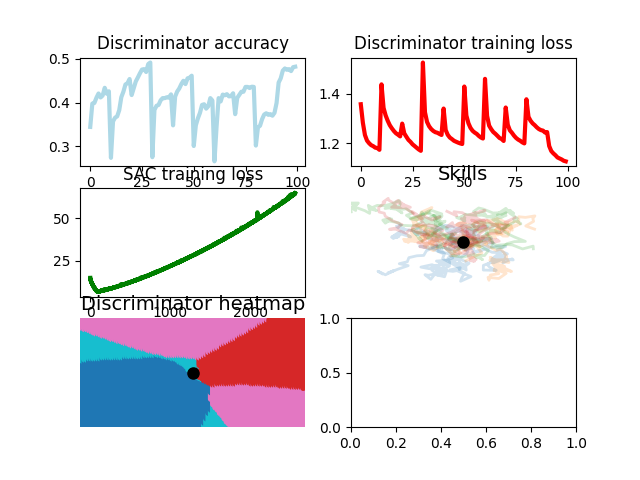 Discriminator accuracy
0.5
0.4
0.3
0 25 50 75 100
Discriminator training loss
1.4
1.2
0 25 50 75 100
SAC training loss
50
25
0 1000 2000
Skills
Discriminator heatmap
1.0
0.5
0.0
0.0 0.2 0.4 0.6 0.8 1.0